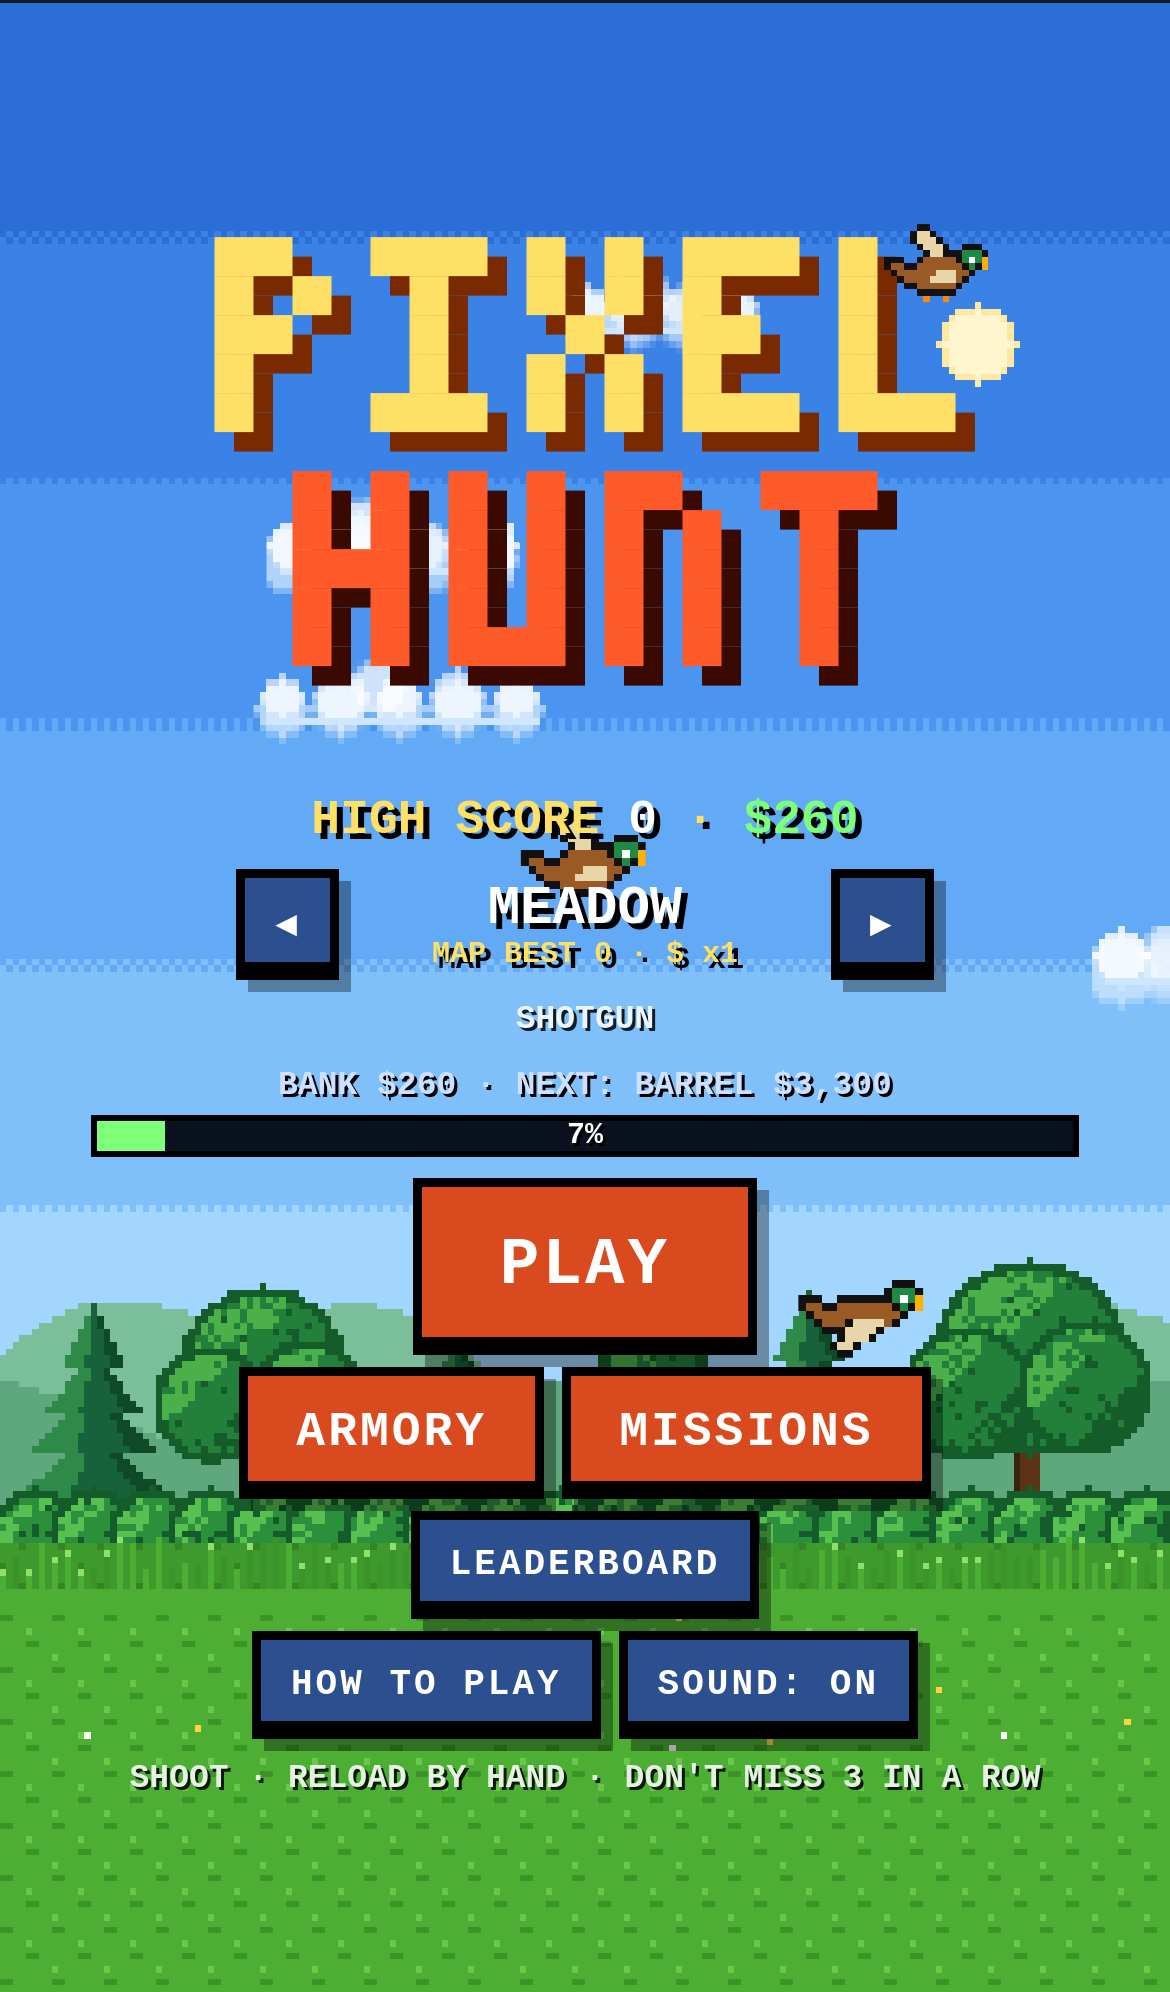 PIXEL
HUNT
HIGH SCORE 0 · $260
◀ MEADOW ▶
MAP BEST 0 · $ x1
SHOTGUN
BANK $260 · NEXT: BARREL $3,300
7%
PLAY
ARMORY MISSIONS
LEADERBOARD
HOW TO PLAY SOUND: ON
SHOOT · RELOAD BY HAND · DON'T MISS 3 IN A ROW